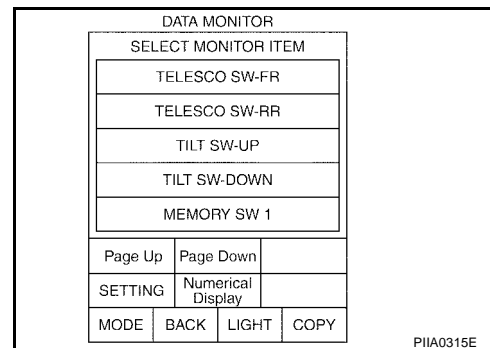 DATA MONITOR
SELECT MONITOR ITEM
TELESCO SW-FR
TELESCO SW-RR
TILT SW-UP
TILT SW-DOWN
MEMORY SW 1
Page Up Page Down
SETTING Numerical Display
MODE BACK LIGHT COPY
PIIA0315E